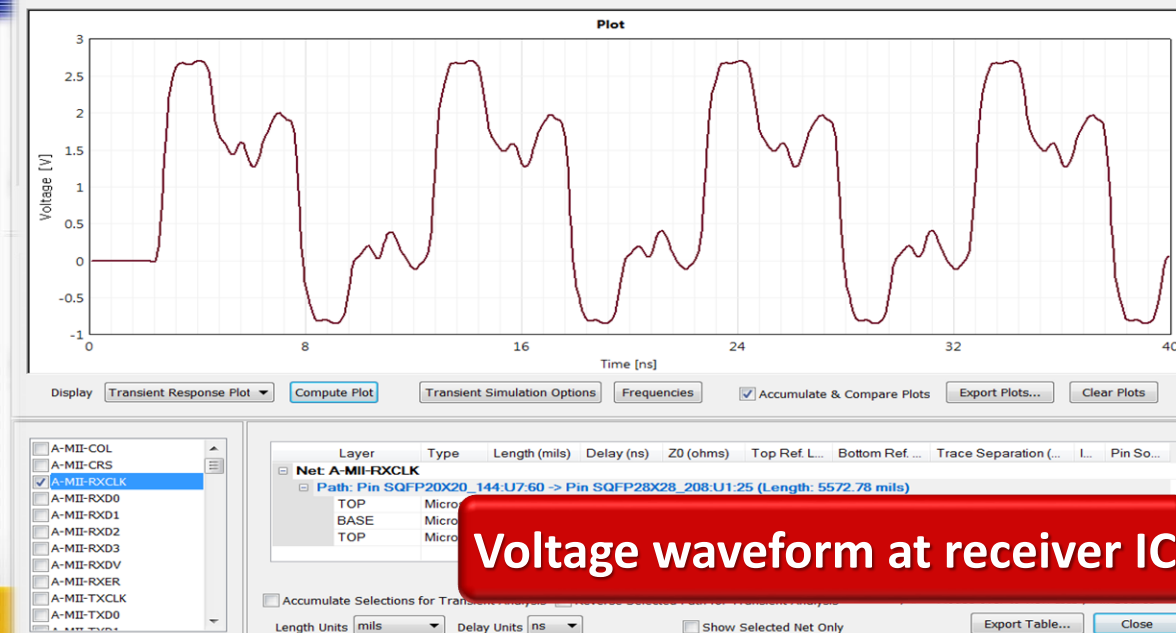 Plot
3
2.5
2
1.5
1
0.5
0
-0.5
-1
Voltage [V]
0 8 16 24 32 40
Time [ns]
Display Transient Response Plot Compute Plot Transient Simulation Options Frequencies Accumulate & Compare Plots Export Plots... Clear Plots
A-MII-COL
A-MII-CRS
A-MII-RXCLK
A-MII-RXD0
A-MII-RXD1
A-MII-RXD2
A-MII-RXD3
A-MII-RXDV
A-MII-RXER
A-MII-TXCLK
A-MII-TXD0
Layer Type Length (mils) Delay (ns) Z0 (ohms) Top Ref. L... Bottom Ref. ... Trace Separation (... I... Pin So...
Net: A-MII-RXCLK
Path: Pin SQFP20X20_144:U7:60 -> Pin SQFP28X28_208:U1:25 (Length: 5572.78 mils)
TOP Micro
BASE Micro
TOP Micro
Voltage waveform at receiver IC
Accumulate Selections for Transient Analysis
Length Units mils Delay Units ns Show Selected Net Only Export Table... Close